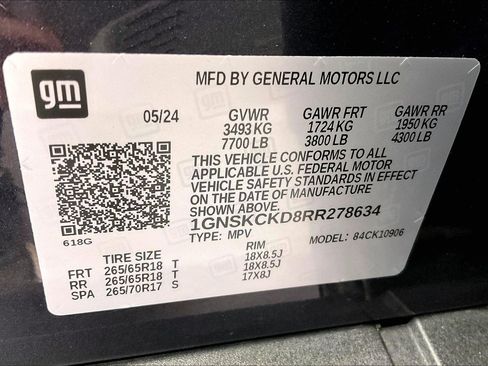 gm
MFD BY GENERAL MOTORS LLC
05/24 GVWR GAWR FRT GAWR RR
3493 KG 1724 KG 1950 KG
7700 LB 3800 LB 4300 LB
THIS VEHICLE CONFORMS TO ALL
APPLICABLE U.S. FEDERAL MOTOR
VEHICLE SAFETY STANDARDS IN EFFECT
ON THE DATE OF MANUFACTURE
SHOWN ABOVE.
1GNSKCKD8RR278634
618G
TYPE: MPV MODEL: 84CK10906
TIRE SIZE RIM
FRT 265/65R18 T 18X8.5J
RR 265/65R18 T 18X8.5J
SPA 265/70R17 S 17X8J